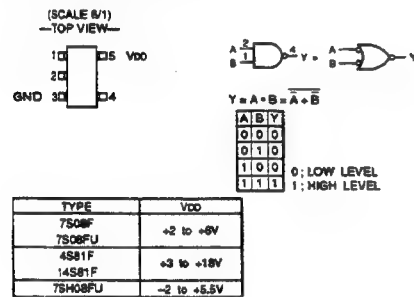 (SCALE 6/1)
TOP VIEW
1 5 VDD
2
GND 3 4
A 2 4 Y =
B 1
A Y
B
Y = A • B = A + B
A B Y
0 0 0
0 1 0
1 0 0
1 1 1
0 ; LOW LEVEL
1 ; HIGH LEVEL
TYPE VDD
7S08F +2 to +6V
7S08FU
4S81F +3 to +18V
14S81F
7SH08FU +2 to +5.5V